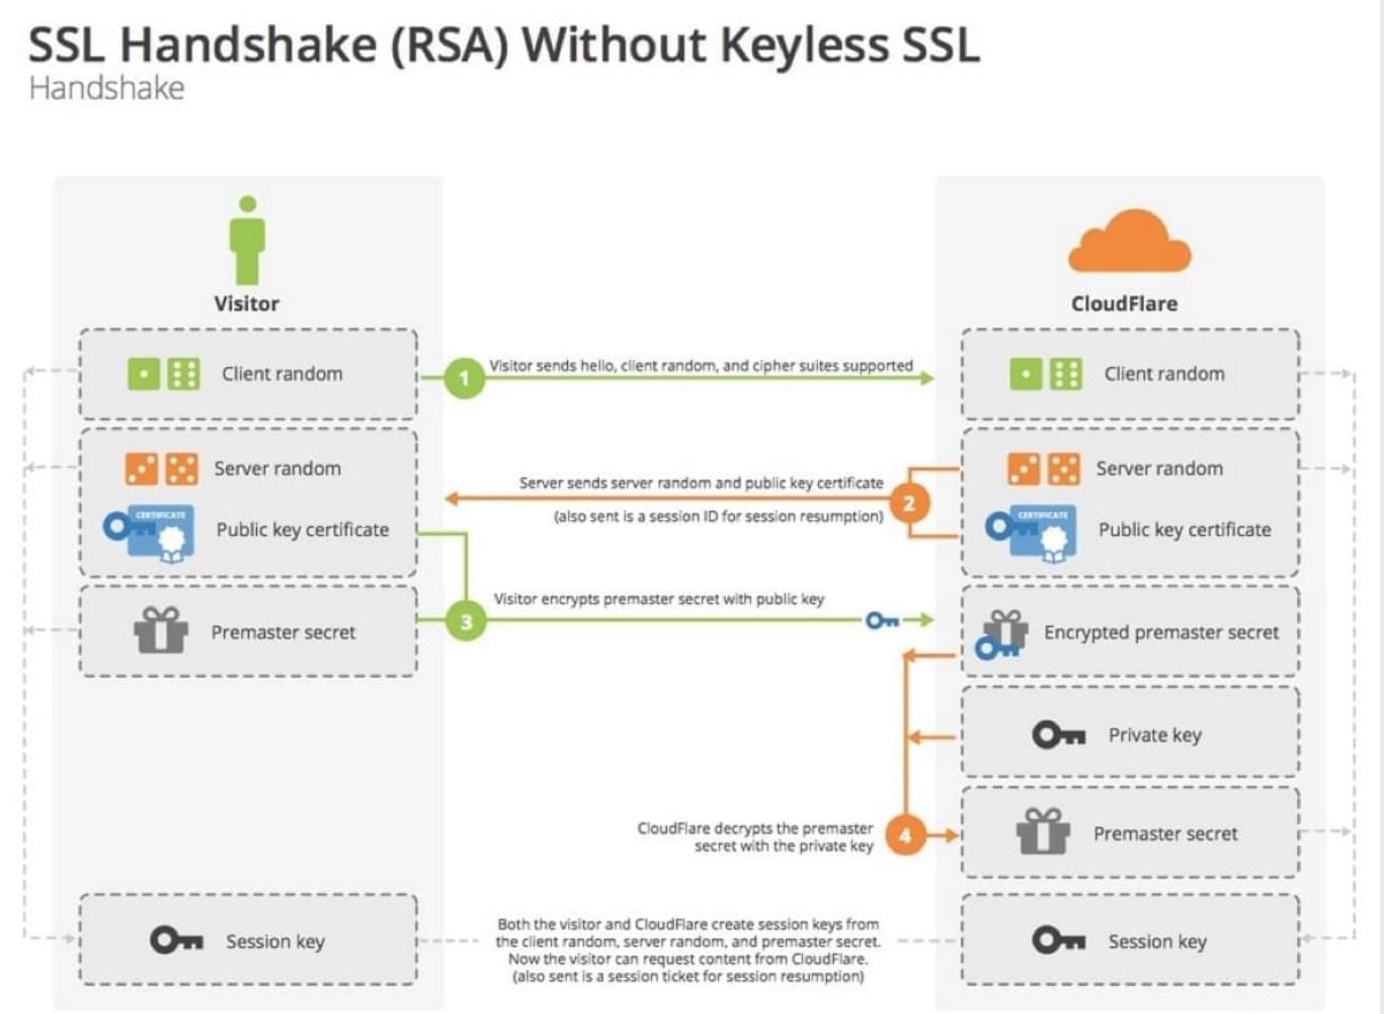 SSL Handshake (RSA) Without Keyless SSL
Handshake
Visitor
CloudFlare
Client random
1
Visitor sends hello, client random, and cipher suites supported
Client random
Server random
Server sends server random and public key certificate
2
Server random
(also sent is a session ID for session resumption)
CERTIFICATE
Public key certificate
CERTIFICATE
Public key certificate
Visitor encrypts premaster secret with public key
3
Premaster secret
Encrypted premaster secret
Private key
CloudFlare decrypts the premaster
secret with the private key
4
Premaster secret
Session key
Both the visitor and CloudFlare create session keys from
the client random, server random, and premaster secret.
Now the visitor can request content from CloudFlare.
(also sent is a session ticket for session resumption)
Session key